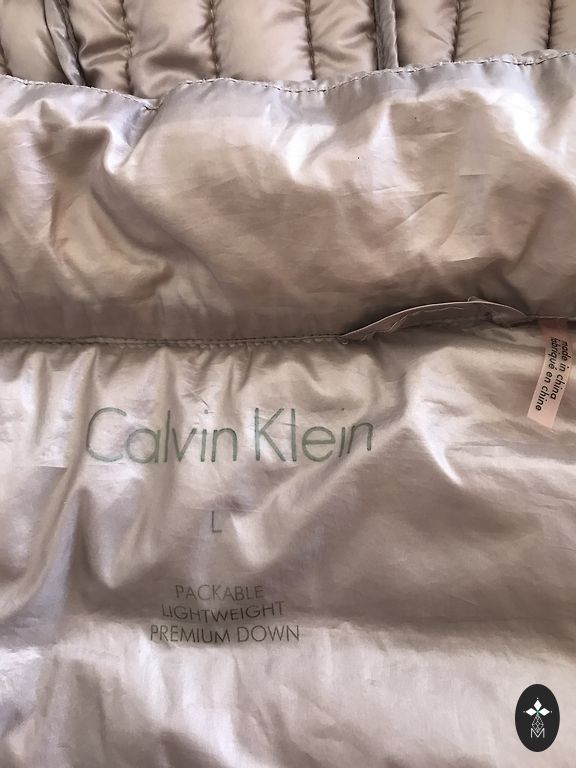 made in china
fabriqué en chine
Calvin Klein
L
PACKABLE
LIGHTWEIGHT
PREMIUM DOWN
M